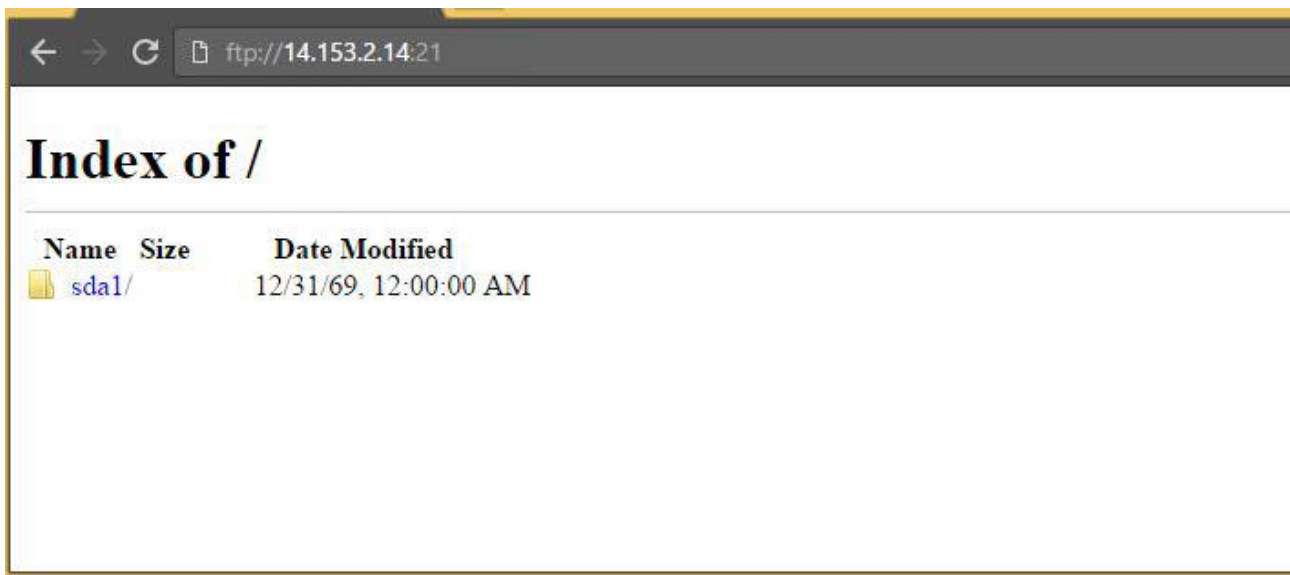 ftp://14.153.2.14:21
Index of /
Name Size Date Modified
sda1/ 12/31/69, 12:00:00 AM